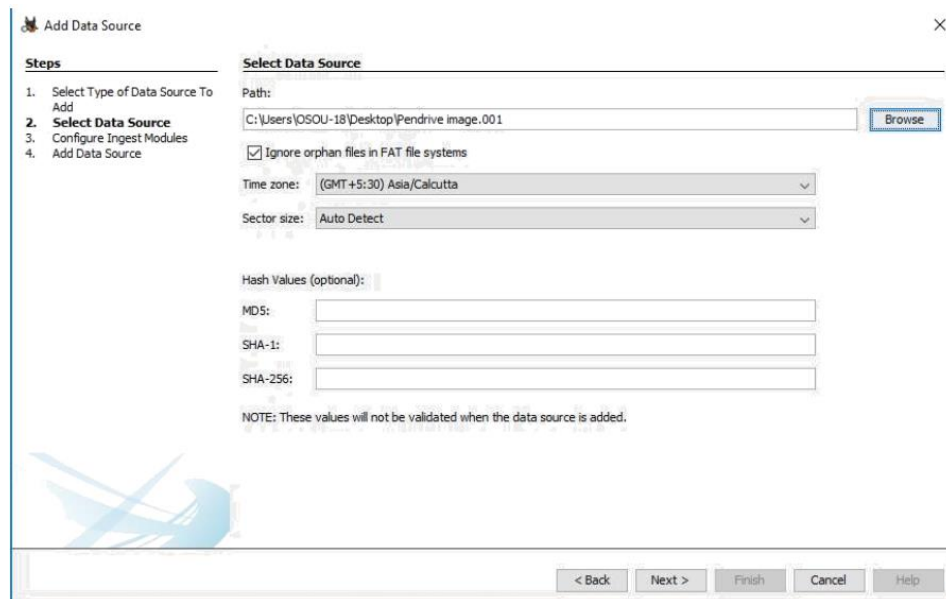 Add Data Source
Steps
1. Select Type of Data Source To
Add
2. Select Data Source
3. Configure Ingest Modules
4. Add Data Source
Select Data Source
Path:
C:\Users\OSOU-18\Desktop\Pendrive image.001
Browse
Ignore orphan files in FAT file systems
Time zone: (GMT+5:30) Asia/Calcutta
Sector size: Auto Detect
Hash Values (optional):
MD5:
SHA-1:
SHA-256:
NOTE: These values will not be validated when the data source is added.
< Back Next > Finish Cancel Help